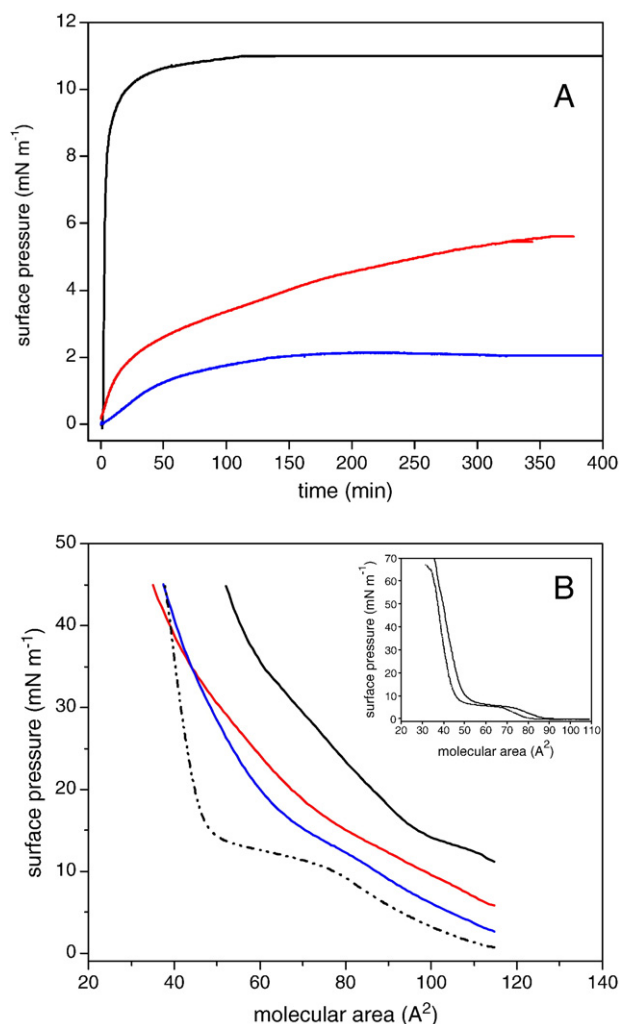 12
10
8
6
4
2
0
surface pressure (mN m⁻¹)
A
0 50 100 150 200 250 300 350 400
time (min)
50
40
30
20
10
0
surface pressure (mN m⁻¹)
20 40 60 80 100 120 140
molecular area (A²)
B
70
60
50
40
30
20
10
0
surface pressure (mN m⁻¹)
20 30 40 50 60 70 80 90 100 110
molecular area (A²)